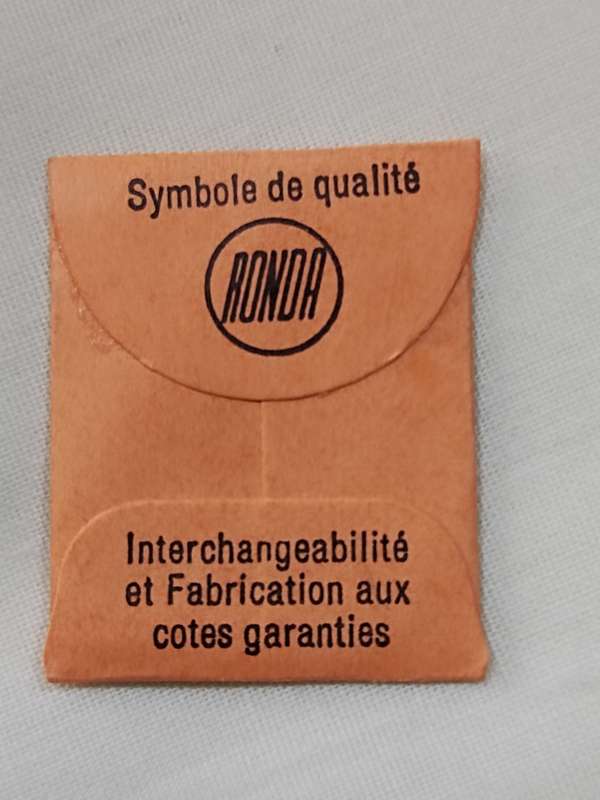 Symbole de qualité
RONDA
Interchangeabilité
et Fabrication aux
cotes garanties